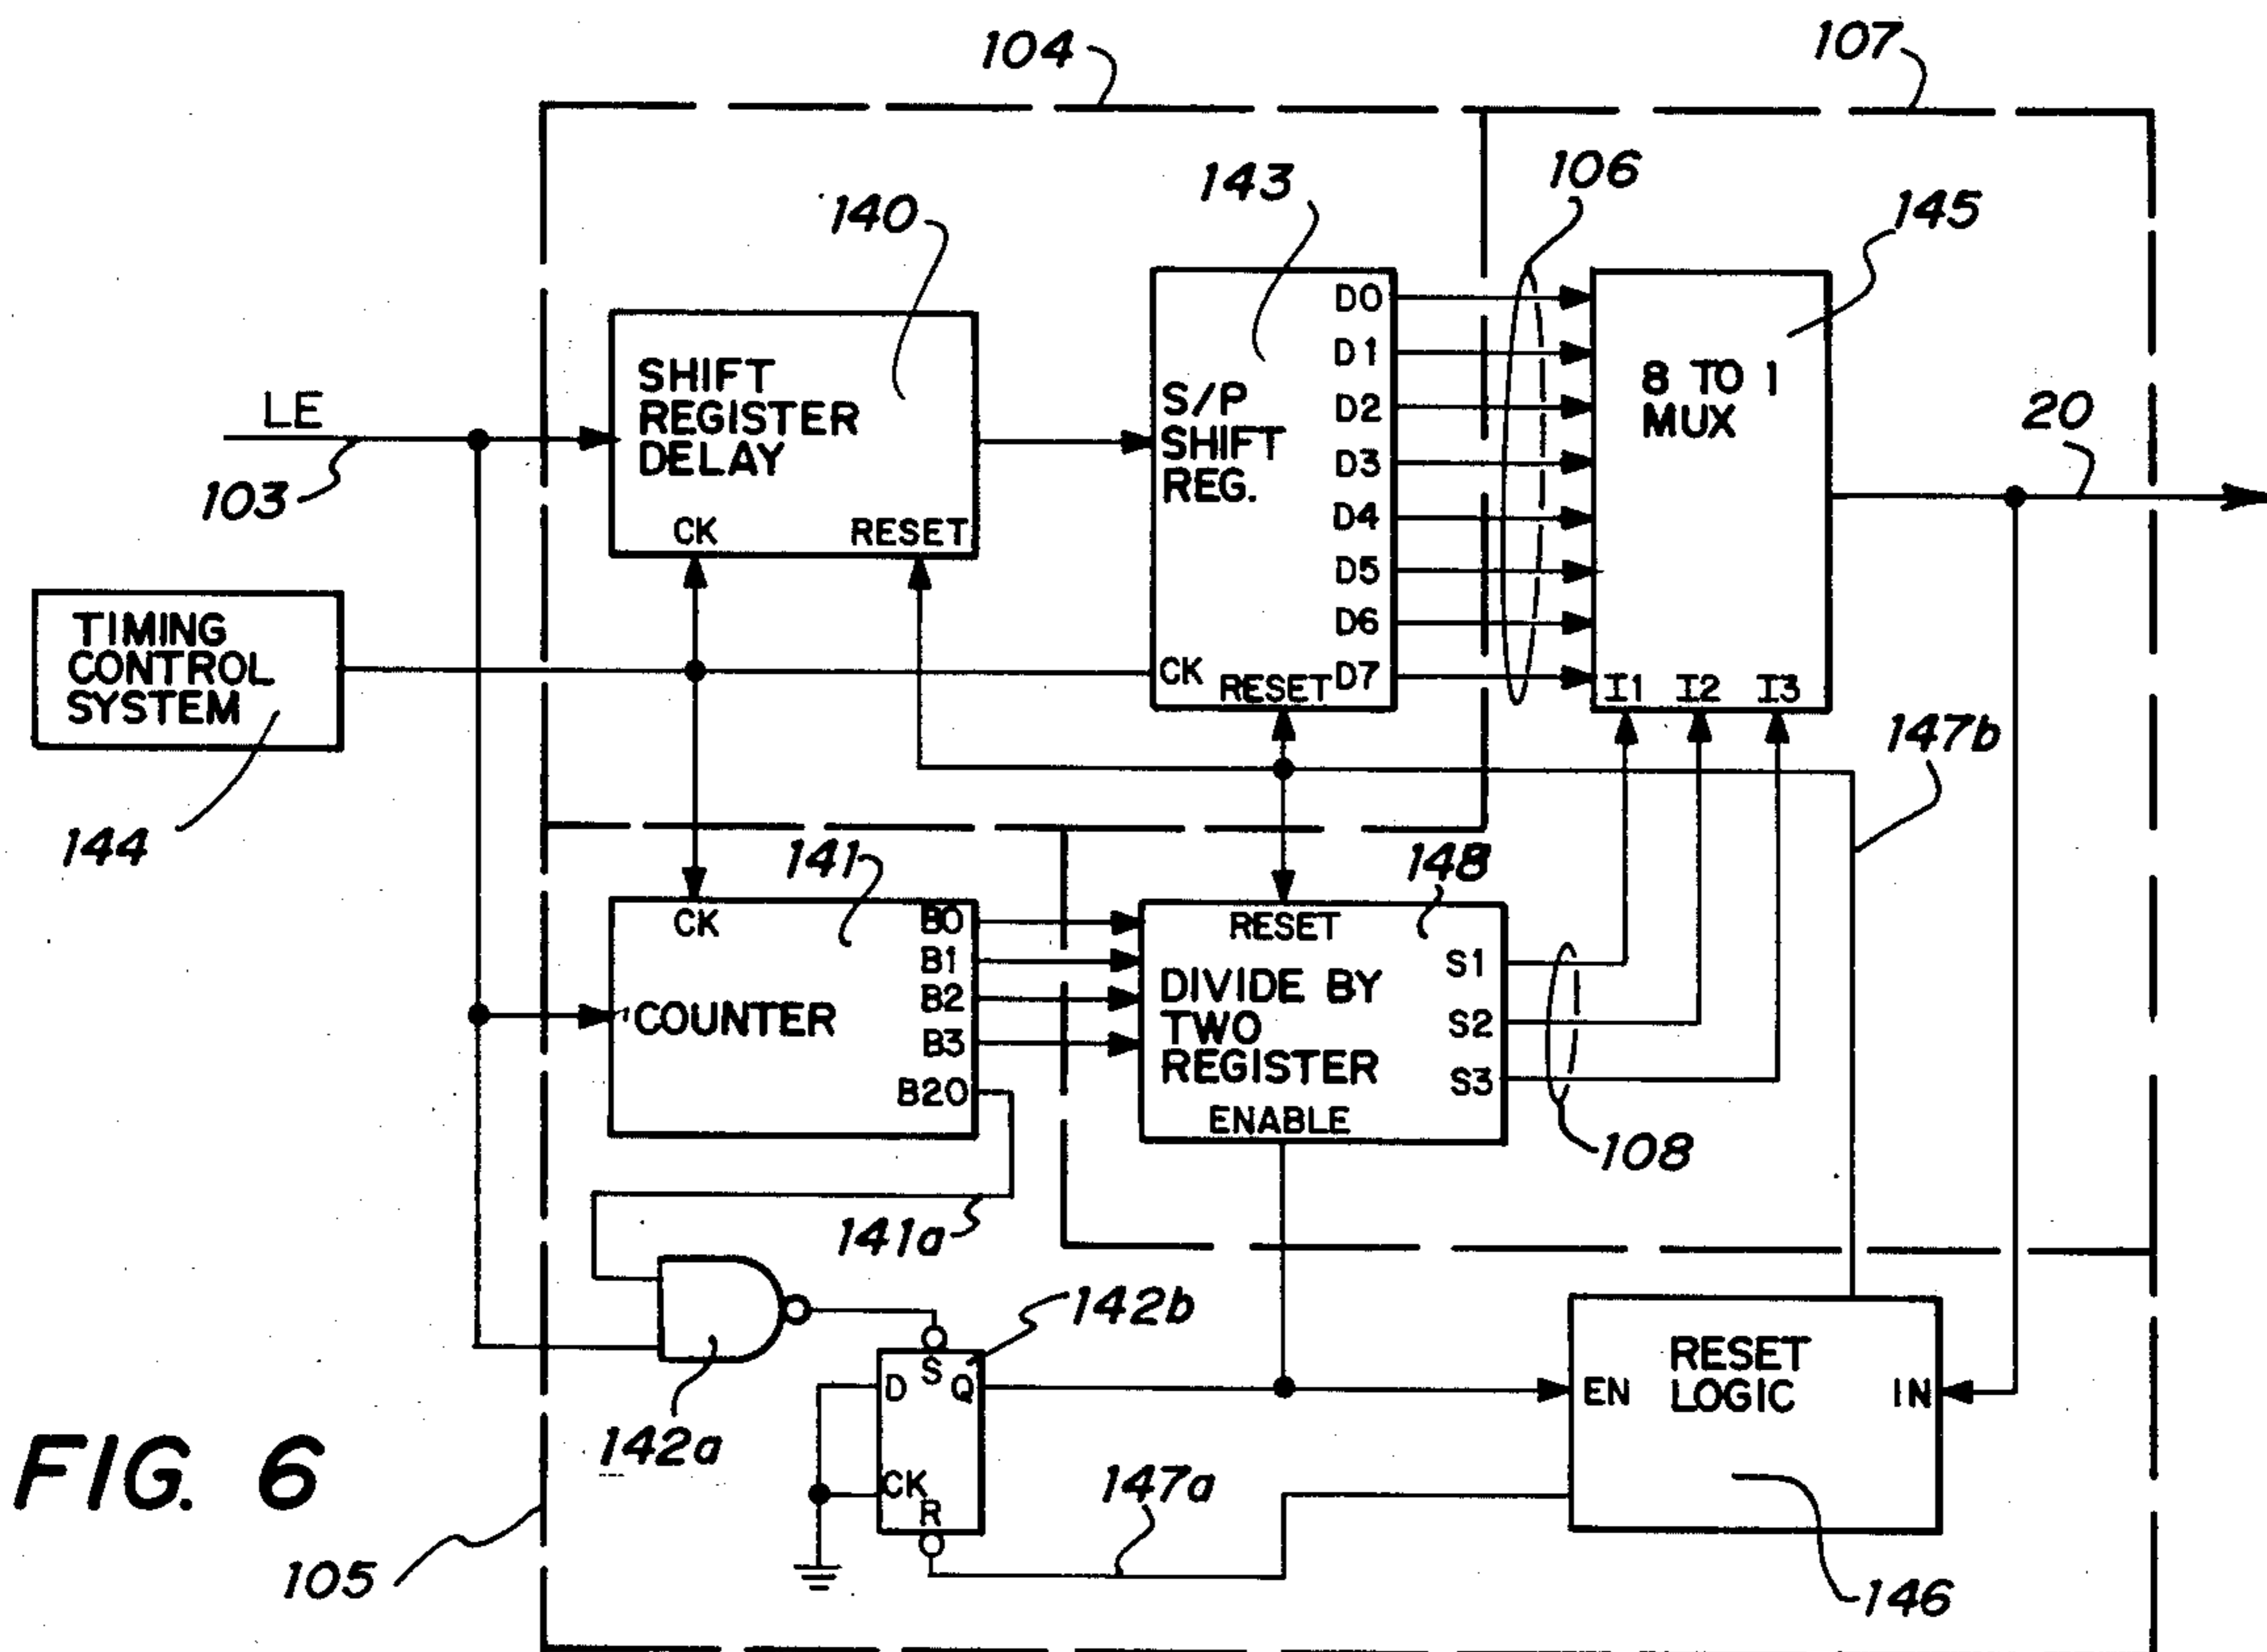 104
107
140
143
106
145
LE
103
SHIFT
REGISTER
DELAY
CK
RESET
S/P
SHIFT
REG.
D0
D1
D2
D3
D4
D5
D6
D7
CK
RESET
8 TO 1
MUX
I1
I2
I3
20
TIMING
CONTROL
SYSTEM
144
147b
141
148
CK
COUNTER
B0
B1
B2
B3
B20
RESET
DIVIDE BY
TWO
REGISTER
ENABLE
S1
S2
S3
108
141a
142a
142b
D
S
Q
CK
R
147a
EN
RESET
LOGIC
IN
146
105
FIG. 6